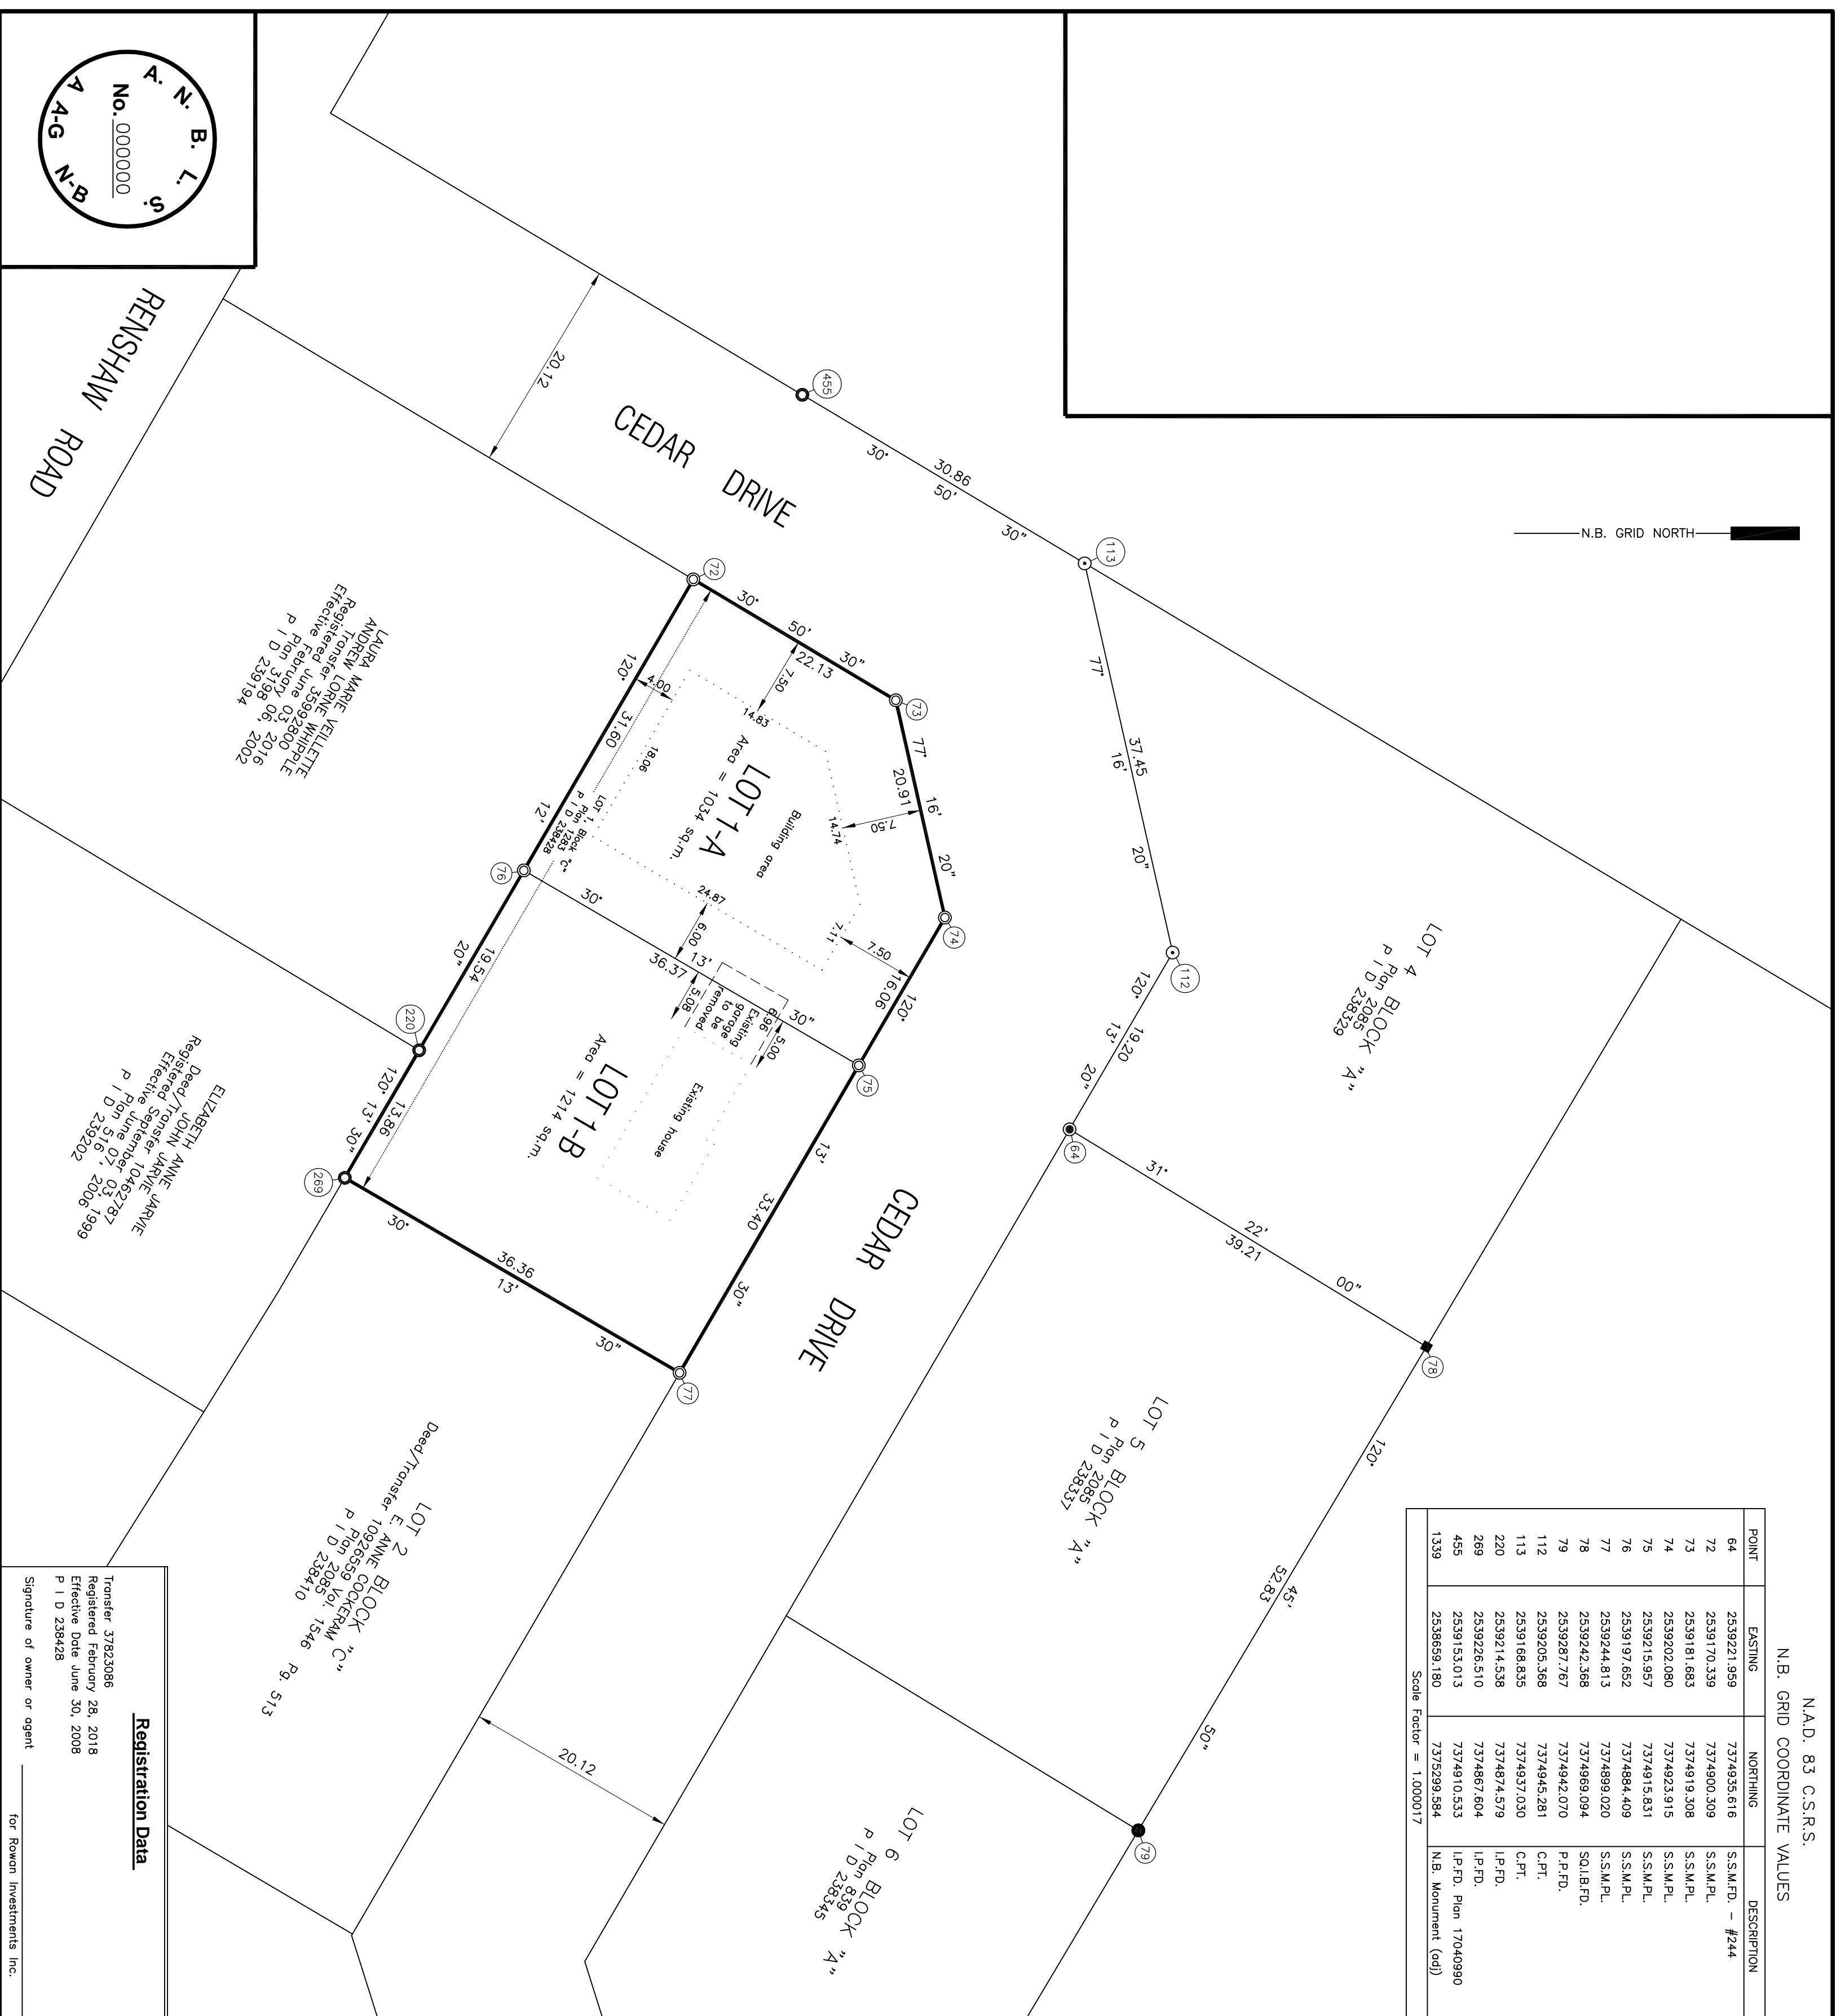 N.A.D. 83 C.S.R.S.
N.B. GRID COORDINATE VALUES
POINT EASTING NORTHING DESCRIPTION
64 2539221.959 7374935.616 S.S.M.FD. – #244
72 2539170.339 7374900.309 S.S.M.PL.
73 2539181.683 7374919.308 S.S.M.PL.
74 2539202.080 7374923.915 S.S.M.PL.
75 2539215.957 7374915.831 S.S.M.PL.
76 2539197.652 7374884.409 S.S.M.PL.
77 2539244.813 7374899.020 S.S.M.PL.
78 2539242.368 7374969.094 SQ.I.B.FD.
79 2539287.767 7374942.070 P.P.FD.
112 2539205.368 7374945.281 C.PT.
113 2539168.835 7374937.030 C.PT.
220 2539214.538 7374874.579 I.P.FD.
269 2539226.510 7374867.604 I.P.FD.
455 2539153.013 7374910.533 I.P.FD. Plan 17040990
1339 2538659.180 7375299.584 N.B. Monument (adj)
Scale Factor = 1.000017
N.B. GRID NORTH
LOT 4 BLOCK "A"
Plan 2085
P I D 238329
LOT 5 BLOCK "A"
Plan 2085
P I D 238337
LOT 6 BLOCK "A"
Plan 839
P I D 238345
78
79
120° 45' 50"
52.83
31° 22' 00"
39.21
64
112
120° 13' 20"
19.20
113
77° 16' 20"
37.45
455
30° 50' 30"
30.86
CEDAR DRIVE
CEDAR DRIVE
20.12
20.12
72
73
74
75
76
77
220
269
30° 50' 30"
22.13
77° 16' 20"
20.91
120° 13' 30"
16.06
33.40
30° 13' 30"
36.37
30° 13' 30"
36.36
120° 12' 20"
31.60
19.54
120° 13' 30"
13.86
7.50
7.50
7.50
4.00
14.83
14.74
7.11
18.06
24.87
6.00
5.08
6.96
5.00
LOT 1-A
Area = 1034 sq.m.
Building area
LOT 1, Block "C"
Plan 1283
P I D 238428
Existing
garage
to be
removed
Existing house
LOT 1-B
Area = 1214 sq.m.
LAURA MARIE VEILLETTE
ANDREW LORNE WHIPPLE
Transfer 35992800
Registered June 03, 2016
Effective February 06, 2002
Plan 3198
P I D 239194
ELIZABETH ANNE JARVIE
JOHN JARVIE
Deed/Transfer 10462787
Registered September 03, 1999
Effective June 07, 2006
Plan 516
P I D 239202
LOT 2 BLOCK "C"
E. ANNE COCKERAM
Deed/Transfer 10926559 Vol. 1546 Pg. 513
Plan 2085
P I D 238410
RENSHAW ROAD
A. N. B. L. S.
No. 000000
A A-G N-B
Registration Data
Transfer 37823086
Registered February 28, 2018
Effective Date June 30, 2008
P I D 238428
Signature of owner or agent
for Rowan Investments Inc.